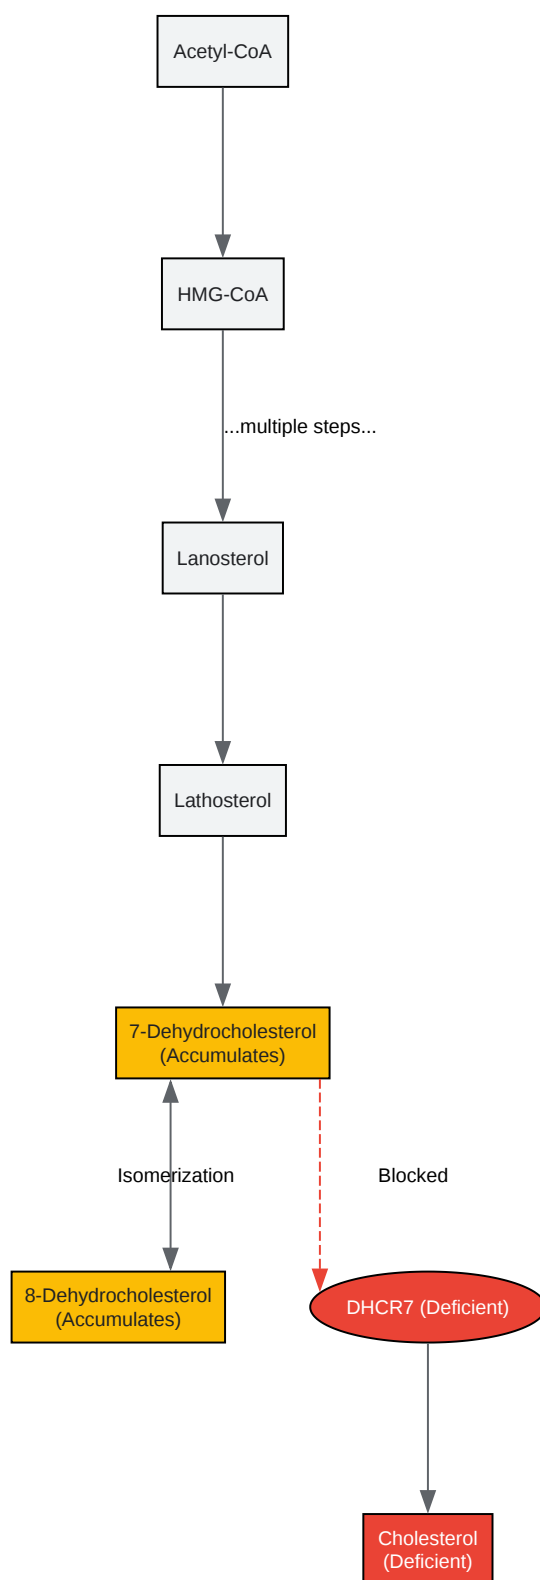 Acetyl-CoA
HMG-CoA
...multiple steps...
Lanosterol
Lathosterol
7-Dehydrocholesterol
(Accumulates)
Isomerization
Blocked
8-Dehydrocholesterol
(Accumulates)
DHCR7 (Deficient)
Cholesterol
(Deficient)